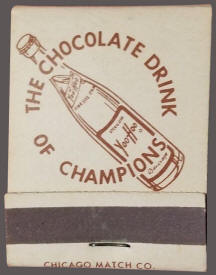 THE CHOCOLATE DRINK
OF CHAMPIONS
Yoo-Hoo
CHICAGO MATCH CO.